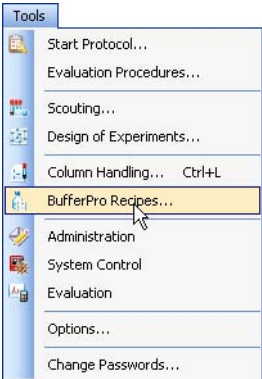 Tools
Start Protocol...
Evaluation Procedures...
Scouting...
Design of Experiments...
Column Handling... Ctrl+L
BufferPro Recipes...
Administration
System Control
Evaluation
Options...
Change Passwords...